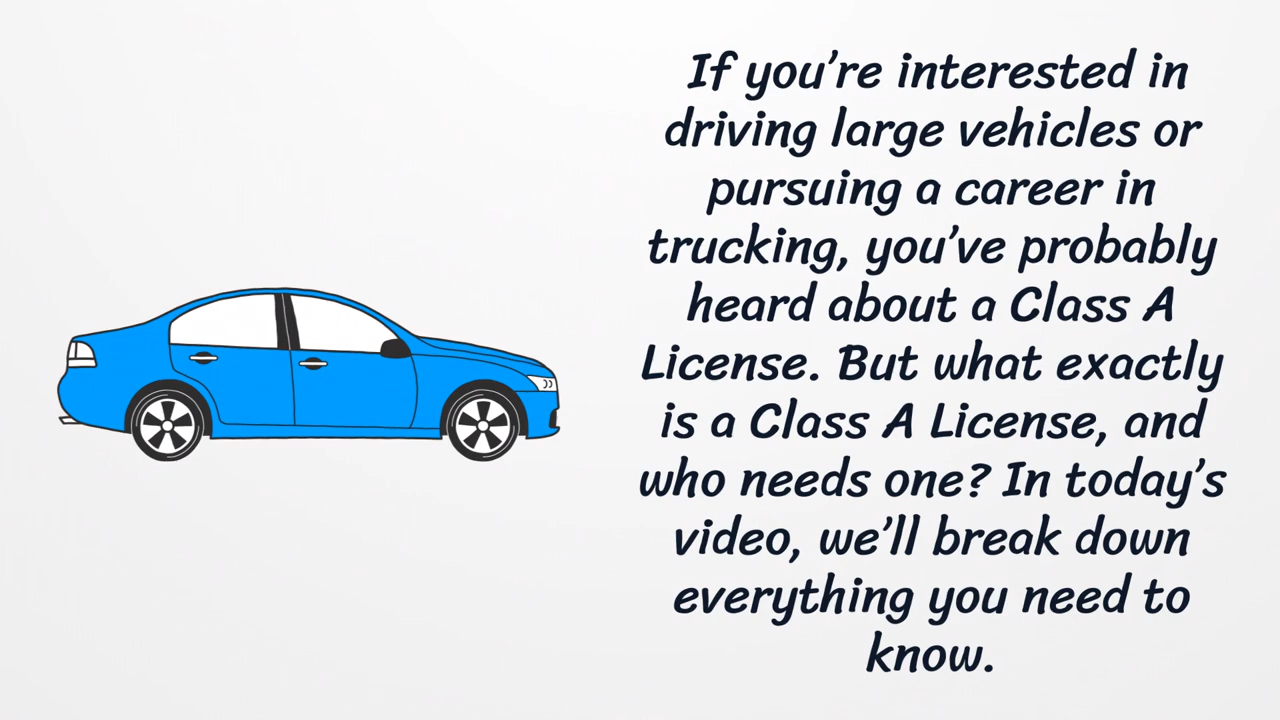 If you’re interested in
driving large vehicles or
pursuing a career in
trucking, you’ve probably
heard about a Class A
License. But what exactly
is a Class A License, and
who needs one? In today’s
video, we’ll break down
everything you need to
know.